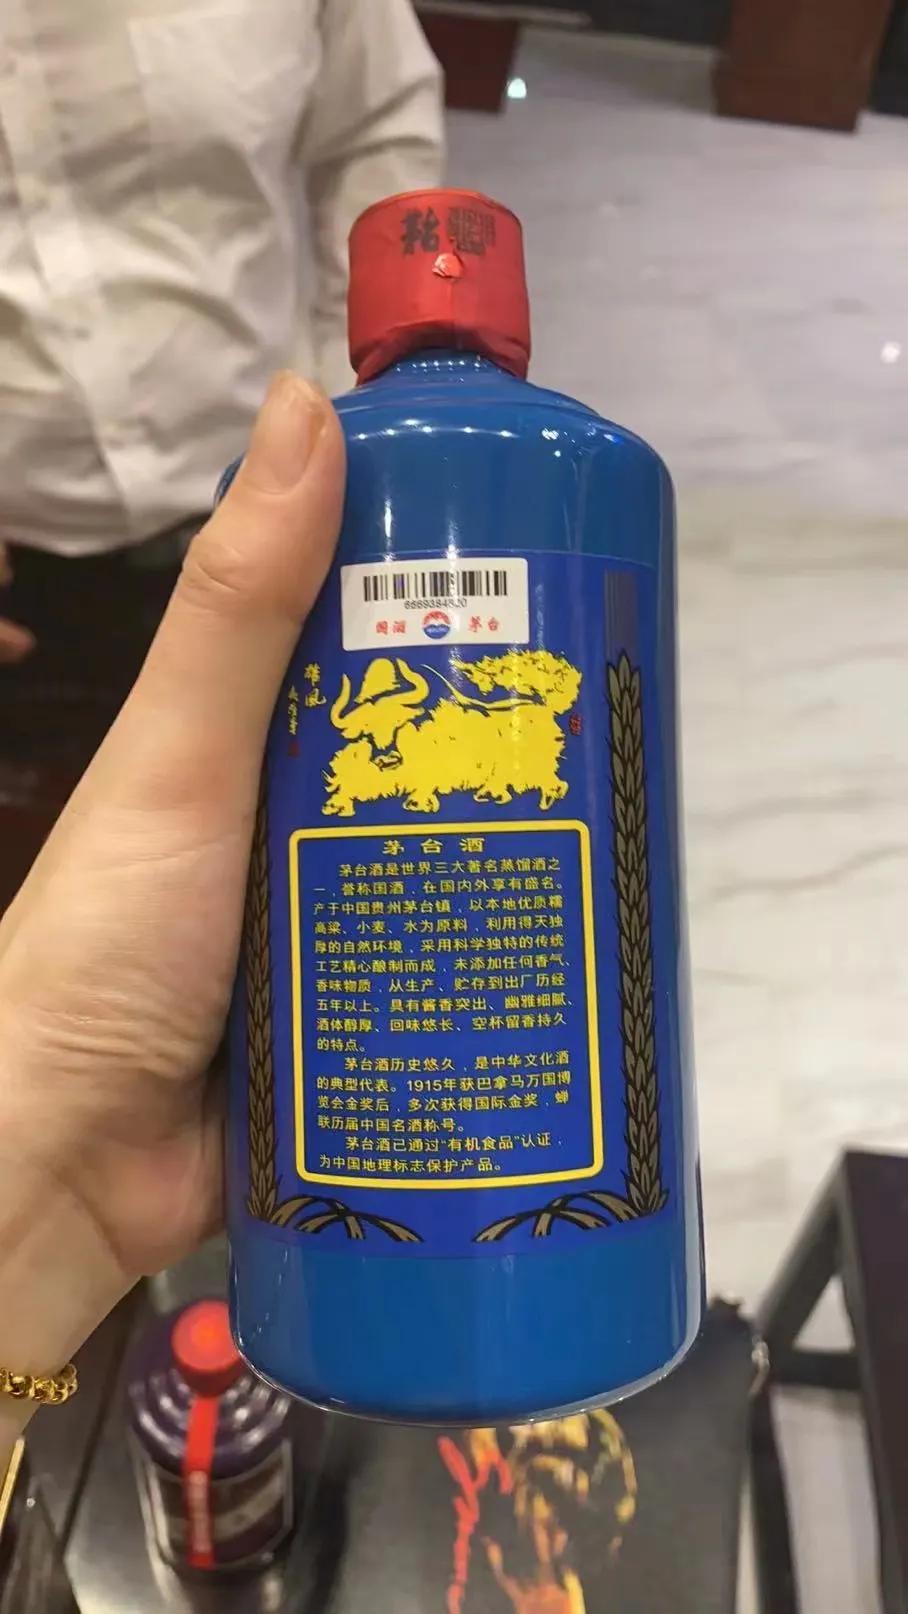 6669384820
国酒 茅台
雄风
茅台酒
茅台酒是世界三大著名蒸馏酒之
一，誉称国酒，在国内外享有盛名。
产于中国贵州茅台镇，以本地优质糯
高粱、小麦、水为原料，利用得天独
厚的自然环境，采用科学独特的传统
工艺精心酿制而成，未添加任何香气、
香味物质，从生产、贮存到出厂历经
五年以上。具有酱香突出、幽雅细腻、
酒体醇厚、回味悠长、空杯留香持久
的特点。
茅台酒历史悠久，是中华文化酒
的典型代表。1915年获巴拿马万国博
览会金奖后，多次获得国际金奖，蝉
联历届中国名酒称号。
茅台酒已通过“有机食品”认证，
为中国地理标志保护产品。